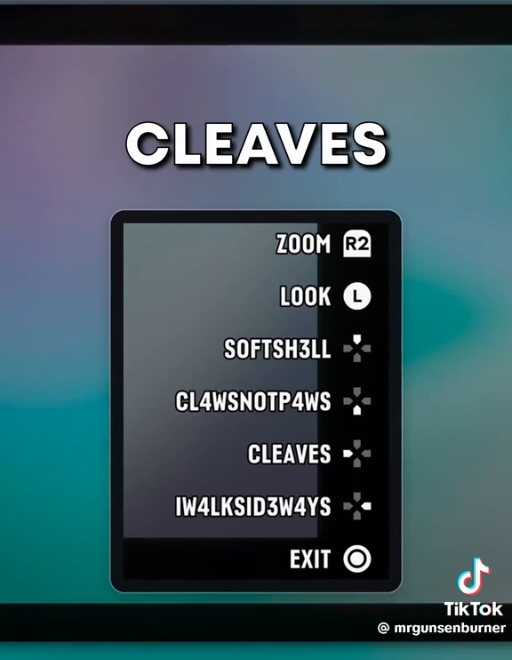 CLEAVES
ZOOM R2
LOOK L
SOFTSH3LL
CL4WSNOTP4WS
CLEAVES
IW4LKSID3W4YS
EXIT
TikTok
@ mrgunsenburner